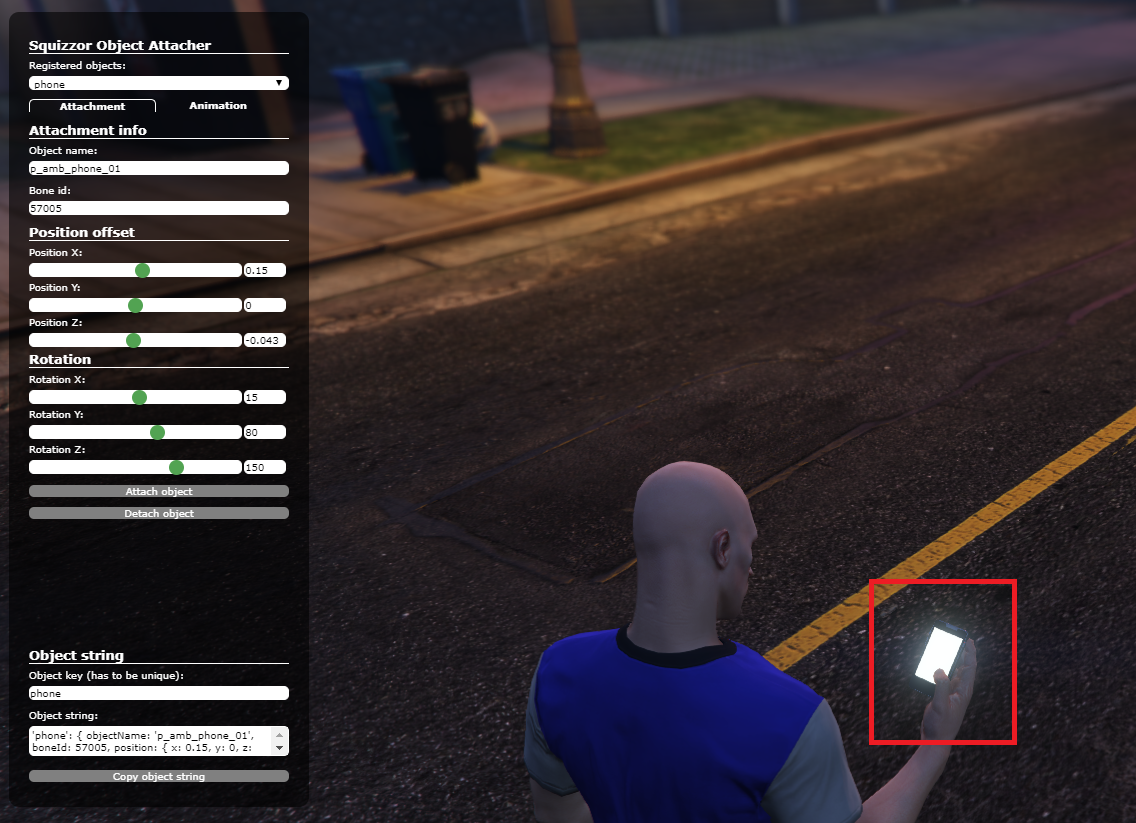 Squizzor Object Attacher
Registered objects:
phone
Attachment Animation
Attachment info
Object name:
p_amb_phone_01
Bone id:
57005
Position offset
Position X:
0.15
Position Y:
0
Position Z:
-0.043
Rotation
Rotation X:
15
Rotation Y:
80
Rotation Z:
150
Attach object
Detach object
Object string
Object key (has to be unique):
phone
Object string:
'phone': { objectName: 'p_amb_phone_01',
boneId: 57005, position: { x: 0.15, y: 0, z:
Copy object string